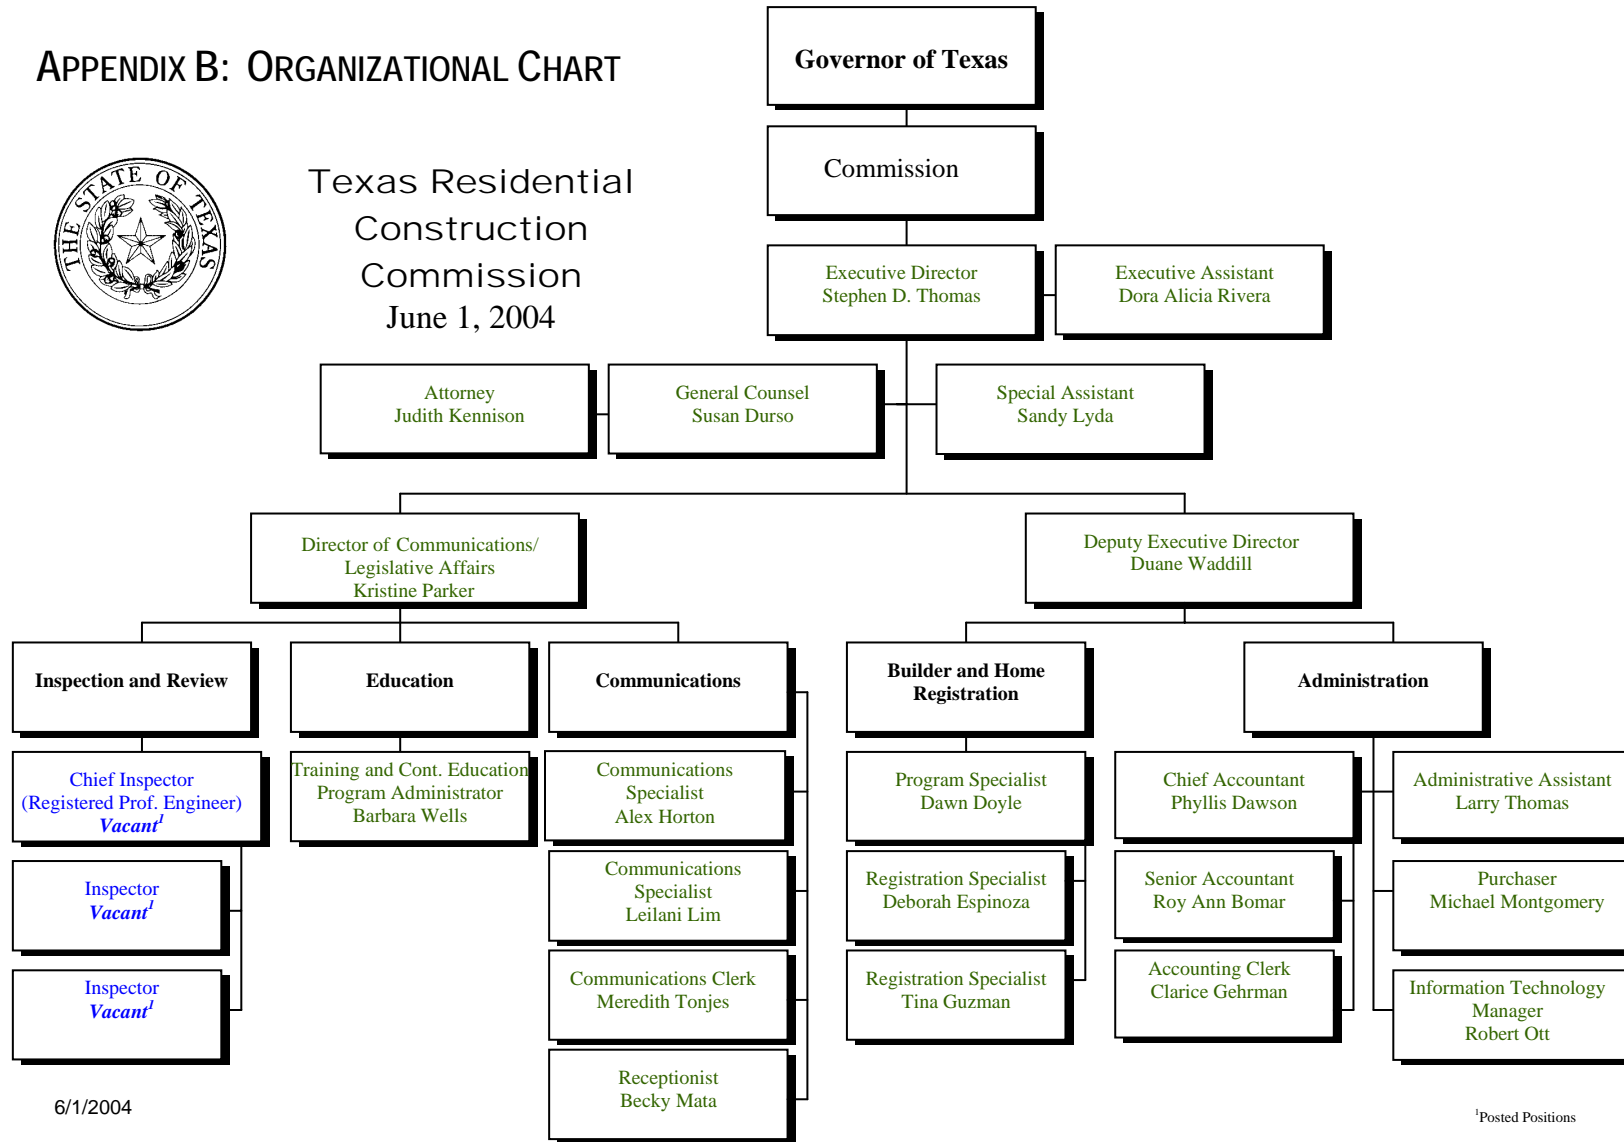 APPENDIX B: ORGANIZATIONAL CHART
THE STATE OF TEXAS
Texas Residential
Construction
Commission
June 1, 2004
Governor of Texas
Commission
Executive Director
Stephen D. Thomas
Executive Assistant
Dora Alicia Rivera
Attorney
Judith Kennison
General Counsel
Susan Durso
Special Assistant
Sandy Lyda
Director of Communications/
Legislative Affairs
Kristine Parker
Deputy Executive Director
Duane Waddill
Inspection and Review
Education
Communications
Builder and Home
Registration
Administration
Chief Inspector
(Registered Prof. Engineer)
Vacant¹
Inspector
Vacant¹
Inspector
Vacant¹
Training and Cont. Education
Program Administrator
Barbara Wells
Communications
Specialist
Alex Horton
Communications
Specialist
Leilani Lim
Communications Clerk
Meredith Tonjes
Receptionist
Becky Mata
Program Specialist
Dawn Doyle
Registration Specialist
Deborah Espinoza
Registration Specialist
Tina Guzman
Chief Accountant
Phyllis Dawson
Senior Accountant
Roy Ann Bomar
Accounting Clerk
Clarice Gehrman
Administrative Assistant
Larry Thomas
Purchaser
Michael Montgomery
Information Technology
Manager
Robert Ott
6/1/2004
¹Posted Positions